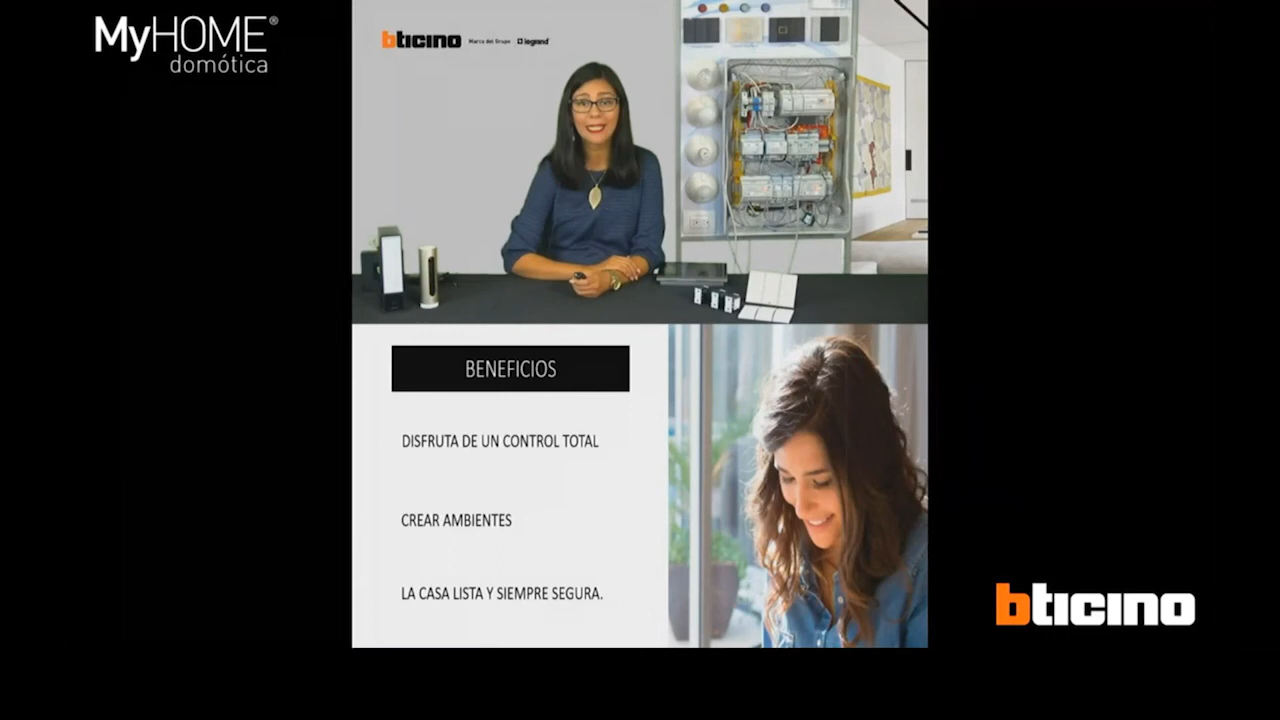 MyHOME®
domótica
bticino Marca del Grupo legrand
BENEFICIOS
DISFRUTA DE UN CONTROL TOTAL
CREAR AMBIENTES
LA CASA LISTA Y SIEMPRE SEGURA.
bticino